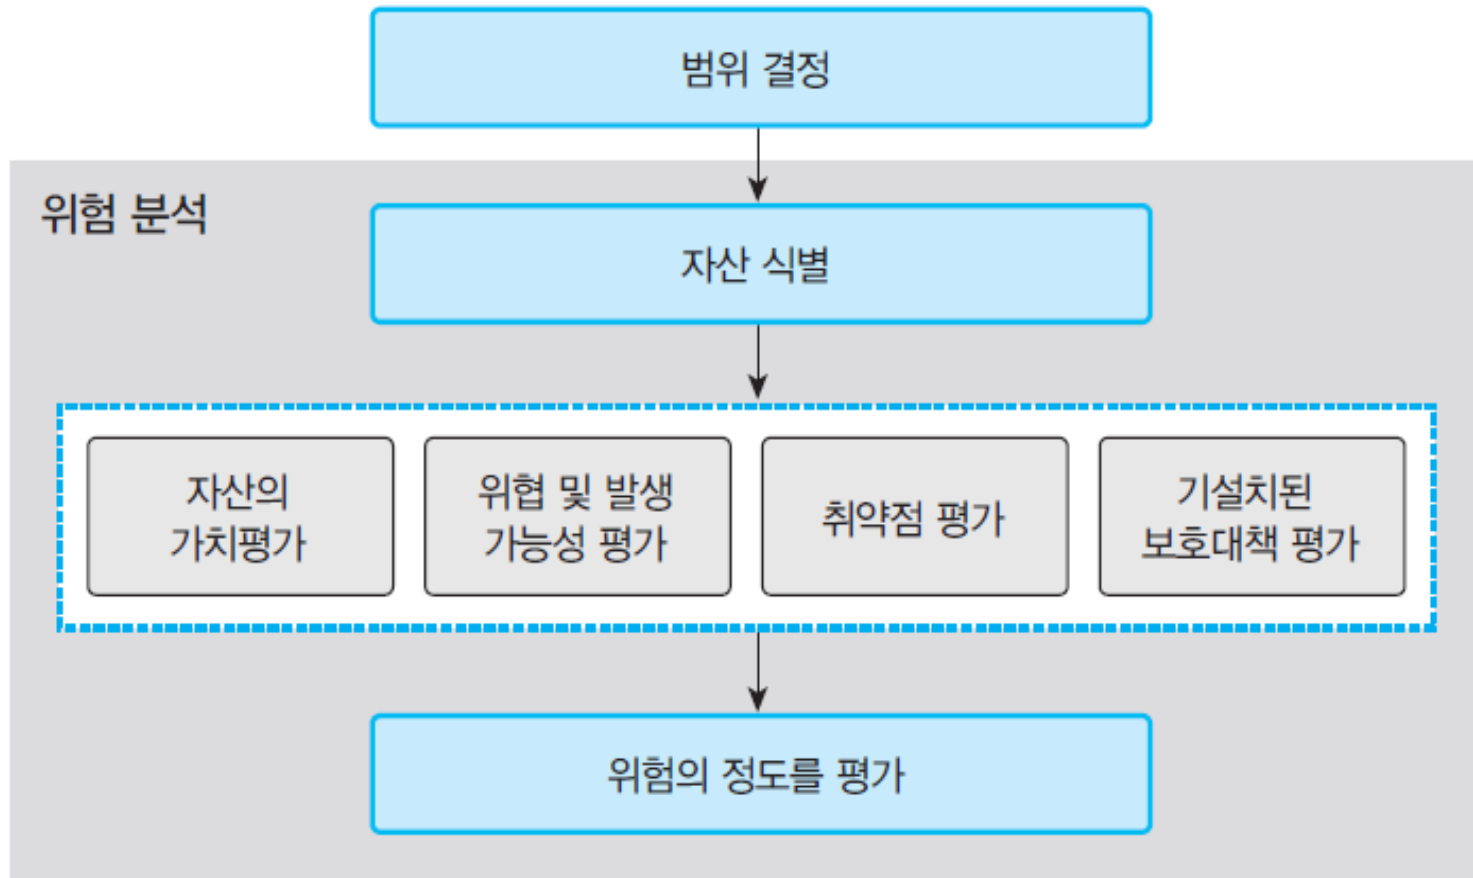 범위 결정
위험 분석
자산 식별
자산의
가치평가
위협 및 발생
가능성 평가
취약점 평가
기설치된
보호대책 평가
위험의 정도를 평가